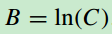 B = ln(C)